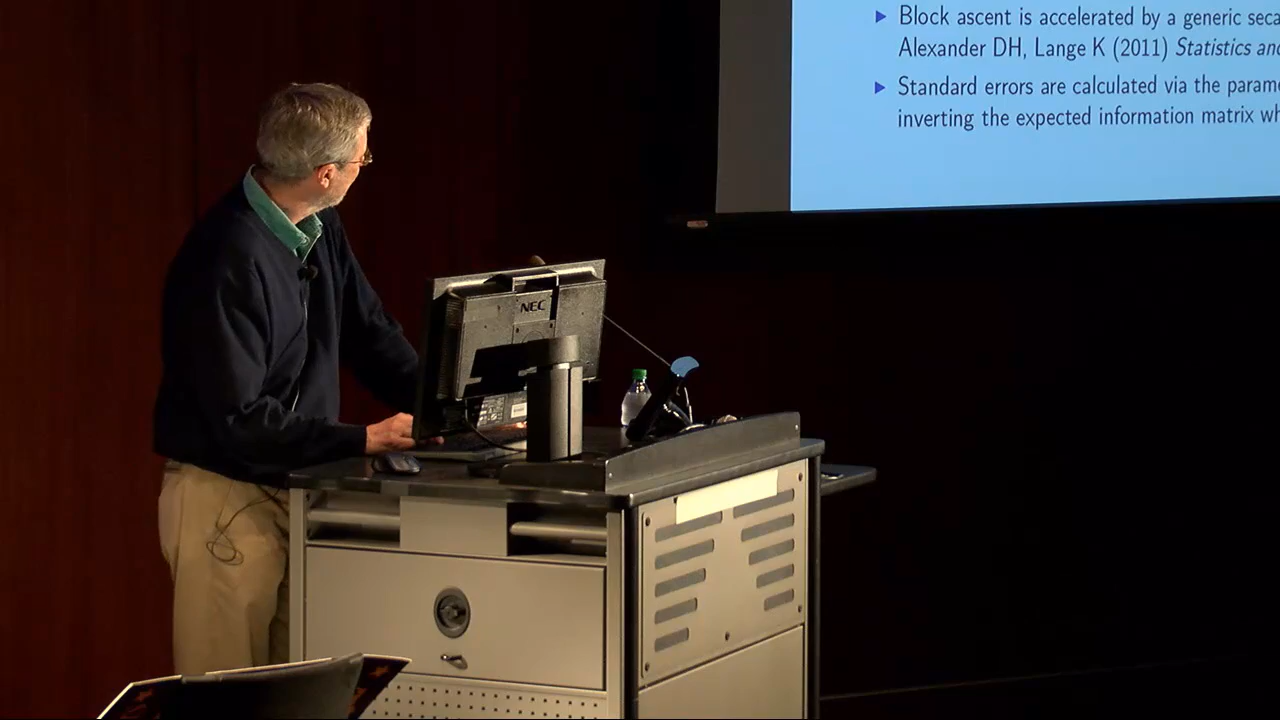 Block ascent is accelerated by a generic seca
Alexander DH, Lange K (2011) Statistics and
Standard errors are calculated via the parame
inverting the expected information matrix wh
NEC